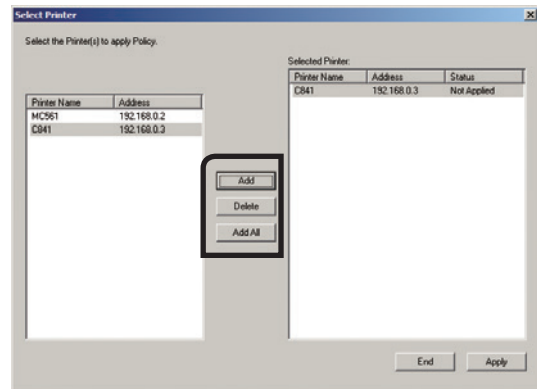 Select Printer
Select the Printer(s) to apply Policy.
Selected Printer:
Printer Name Address Status
C841 192.168.0.3 Not Applied
Printer Name Address
MC561 192.168.0.2
C841 192.168.0.3
Add
Delete
Add All
End Apply